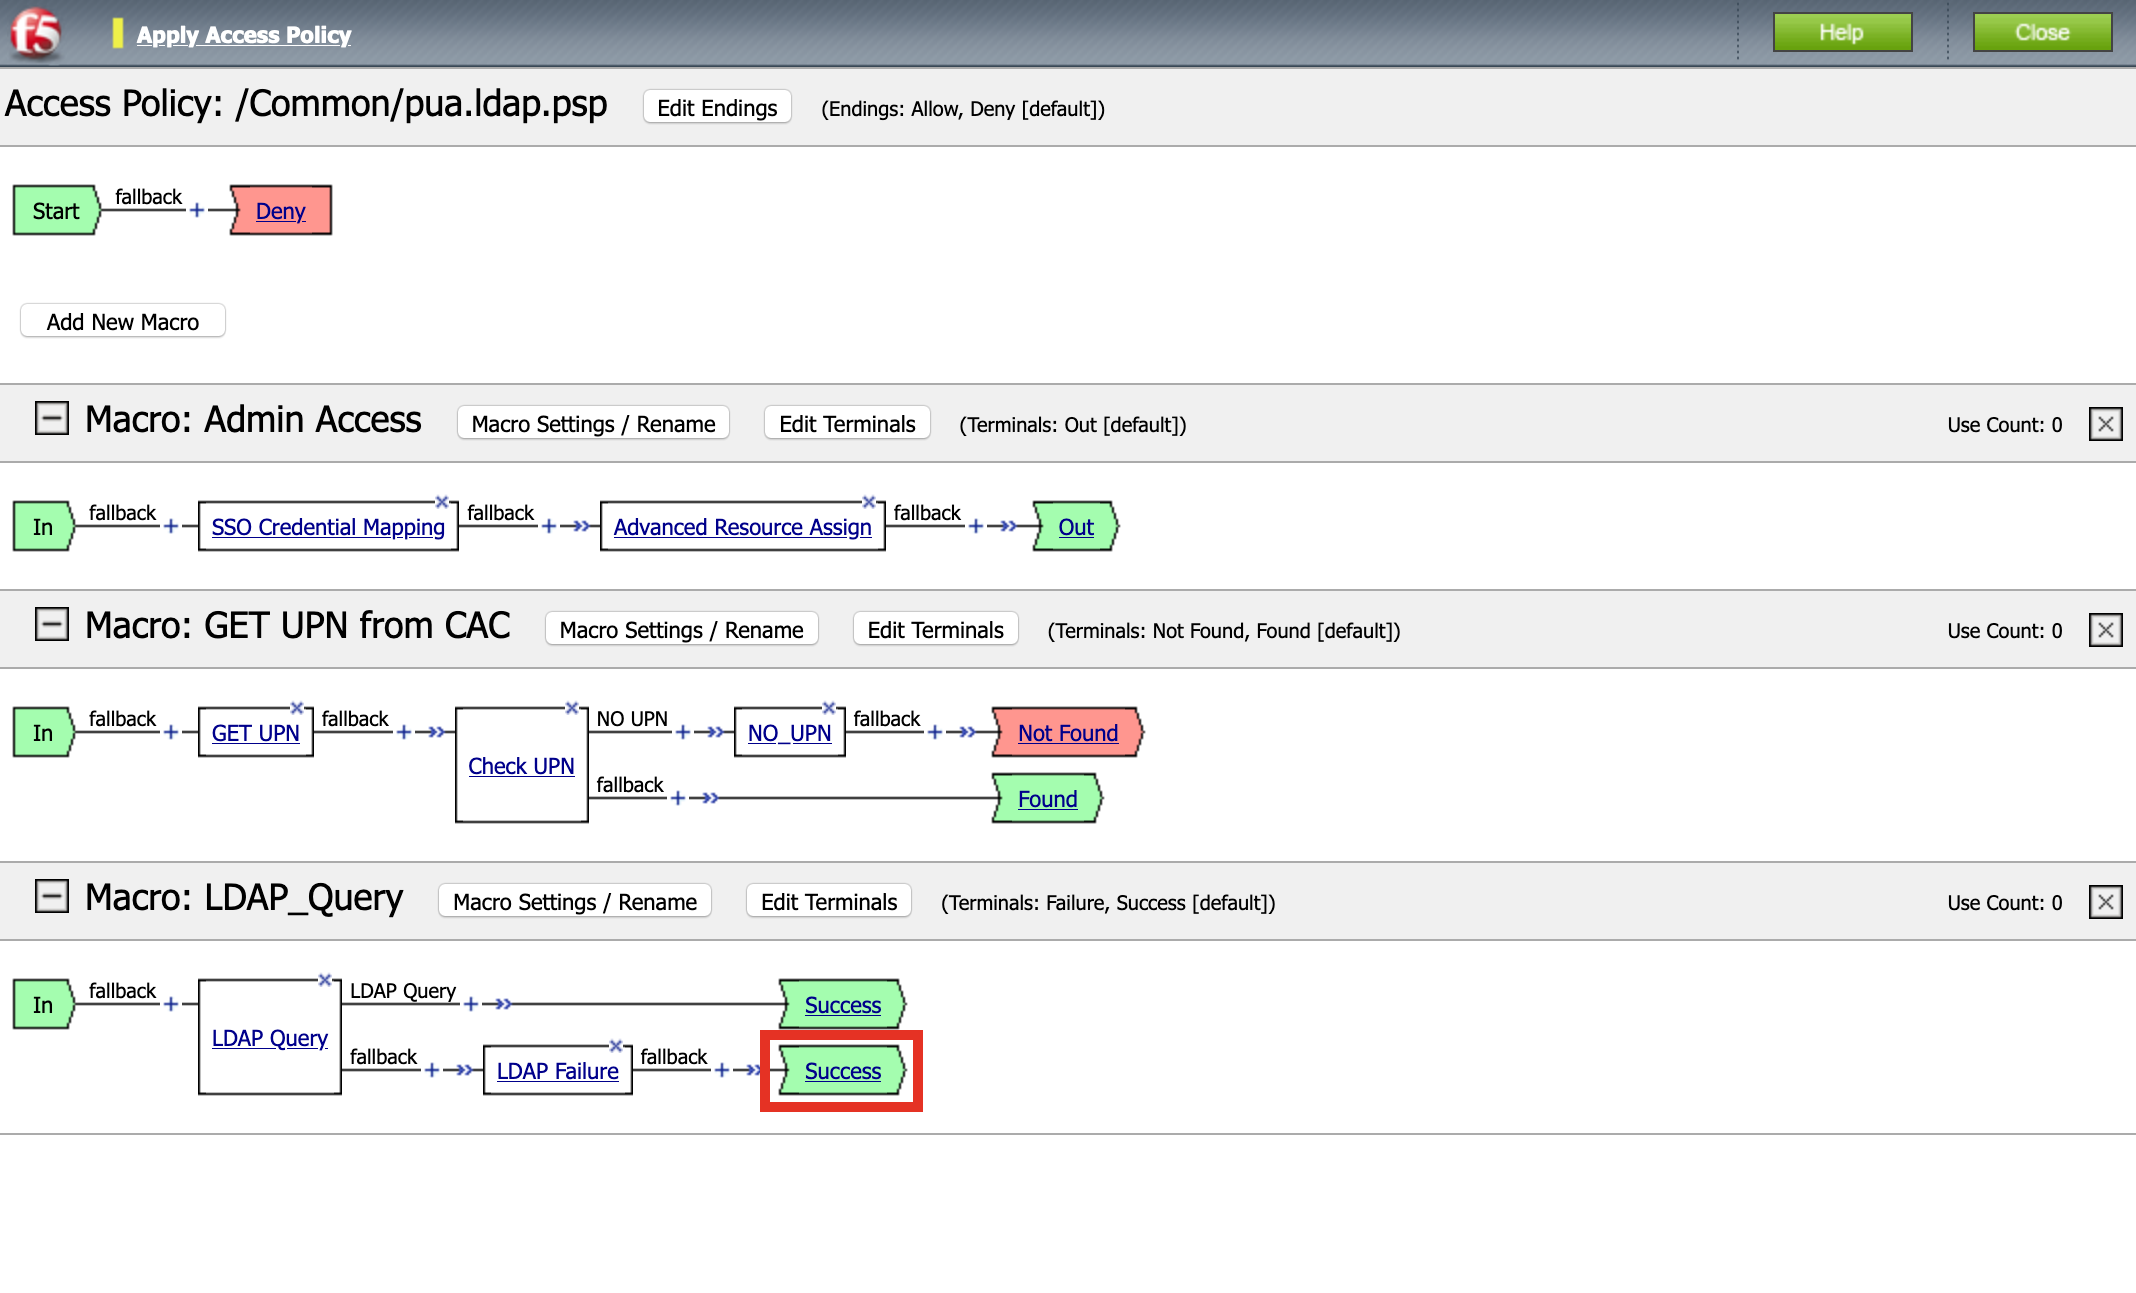 f5 Apply Access Policy Help Close
Access Policy: /Common/pua.ldap.psp Edit Endings (Endings: Allow, Deny [default])
Start fallback + Deny
Add New Macro
Macro: Admin Access Macro Settings / Rename Edit Terminals (Terminals: Out [default]) Use Count: 0
In fallback + SSO Credential Mapping fallback + Advanced Resource Assign fallback + Out
Macro: GET UPN from CAC Macro Settings / Rename Edit Terminals (Terminals: Not Found, Found [default]) Use Count: 0
In fallback + GET UPN fallback + Check UPN NO UPN + NO_UPN fallback + Not Found
fallback + Found
Macro: LDAP_Query Macro Settings / Rename Edit Terminals (Terminals: Failure, Success [default]) Use Count: 0
In fallback + LDAP Query LDAP Query + Success
fallback + LDAP Failure fallback + Success